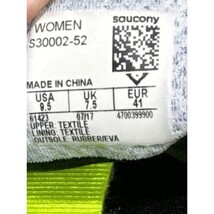 WOMEN saucony
S30002-52
MADE IN CHINA
USA UK EUR
9.5 7.5 41
61423 07/17 4700399900
UPPER: TEXTILE
LINING: TEXTILE
OUTSOLE: RUBBER/EVA